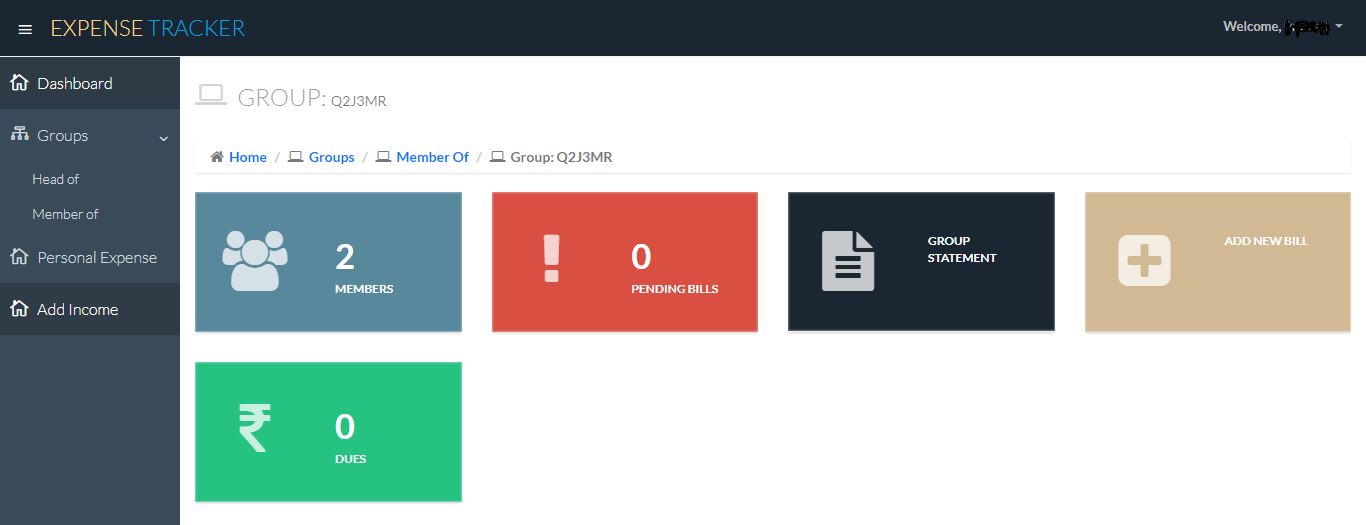 EXPENSE TRACKER
Welcome,
Dashboard
Groups
Head of
Member of
Personal Expense
Add Income
GROUP: Q2J3MR
Home / Groups / Member Of / Group: Q2J3MR
2
MEMBERS
0
PENDING BILLS
GROUP
STATEMENT
ADD NEW BILL
₹
0
DUES